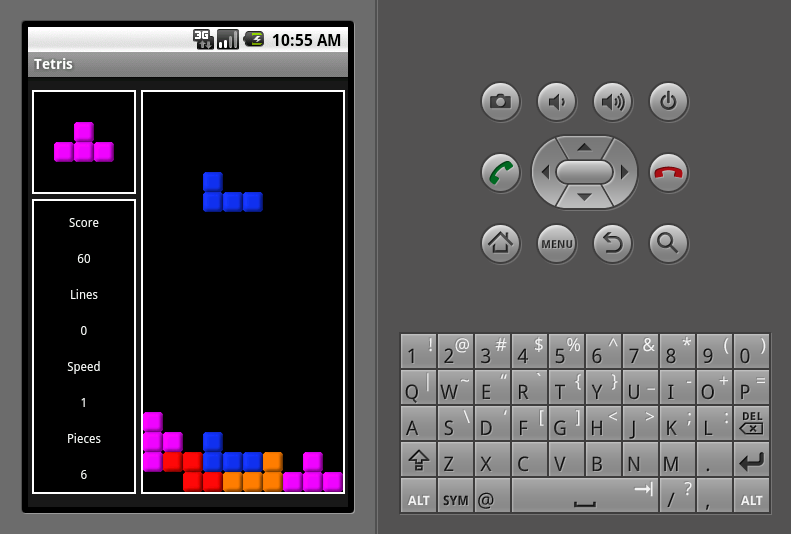 3G
10:55 AM
Tetris
Score
60
Lines
0
Speed
1
Pieces
6
MENU
1 ! 2 @ 3 # 4 $ 5 % 6 ^ 7 & 8 * 9 ( 0 )
Q | W ~ E “ R ` T { Y } U _ I - O + P =
A S \ D ‘ F [ G ] H < J > K ; L : DEL
Z X C V B N M .
ALT SYM @ / ? , ALT